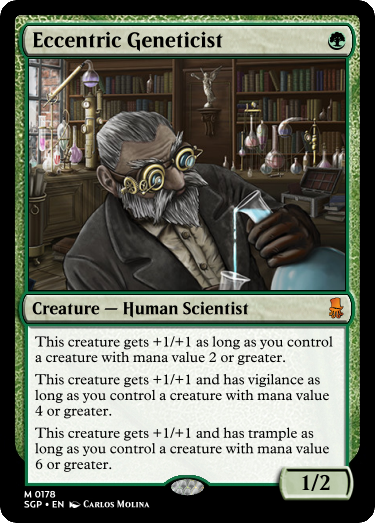 Eccentric Geneticist
Creature — Human Scientist
This creature gets +1/+1 as long as you control
a creature with mana value 2 or greater.
This creature gets +1/+1 and has vigilance as
long as you control a creature with mana value
4 or greater.
This creature gets +1/+1 and has trample as
long as you control a creature with mana value
6 or greater.
1/2
M 0178
SGP • EN Carlos Molina